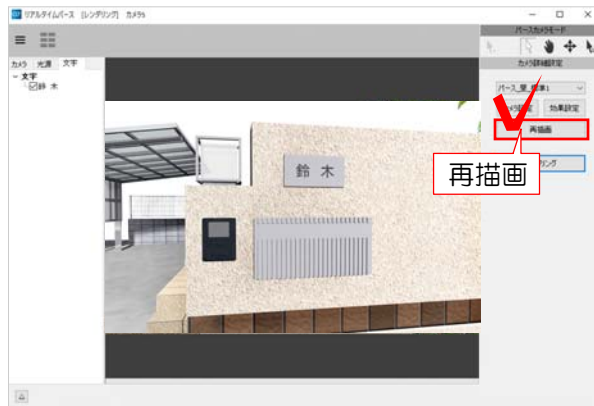 リアルタイムパース [レンダリング] カメラ5
パースカメラモード
カメラ 光源 文字
カメラ詳細設定
文字
鈴 木
パース_夏_標準1
効果設定
再描画
再描画
鈴 木